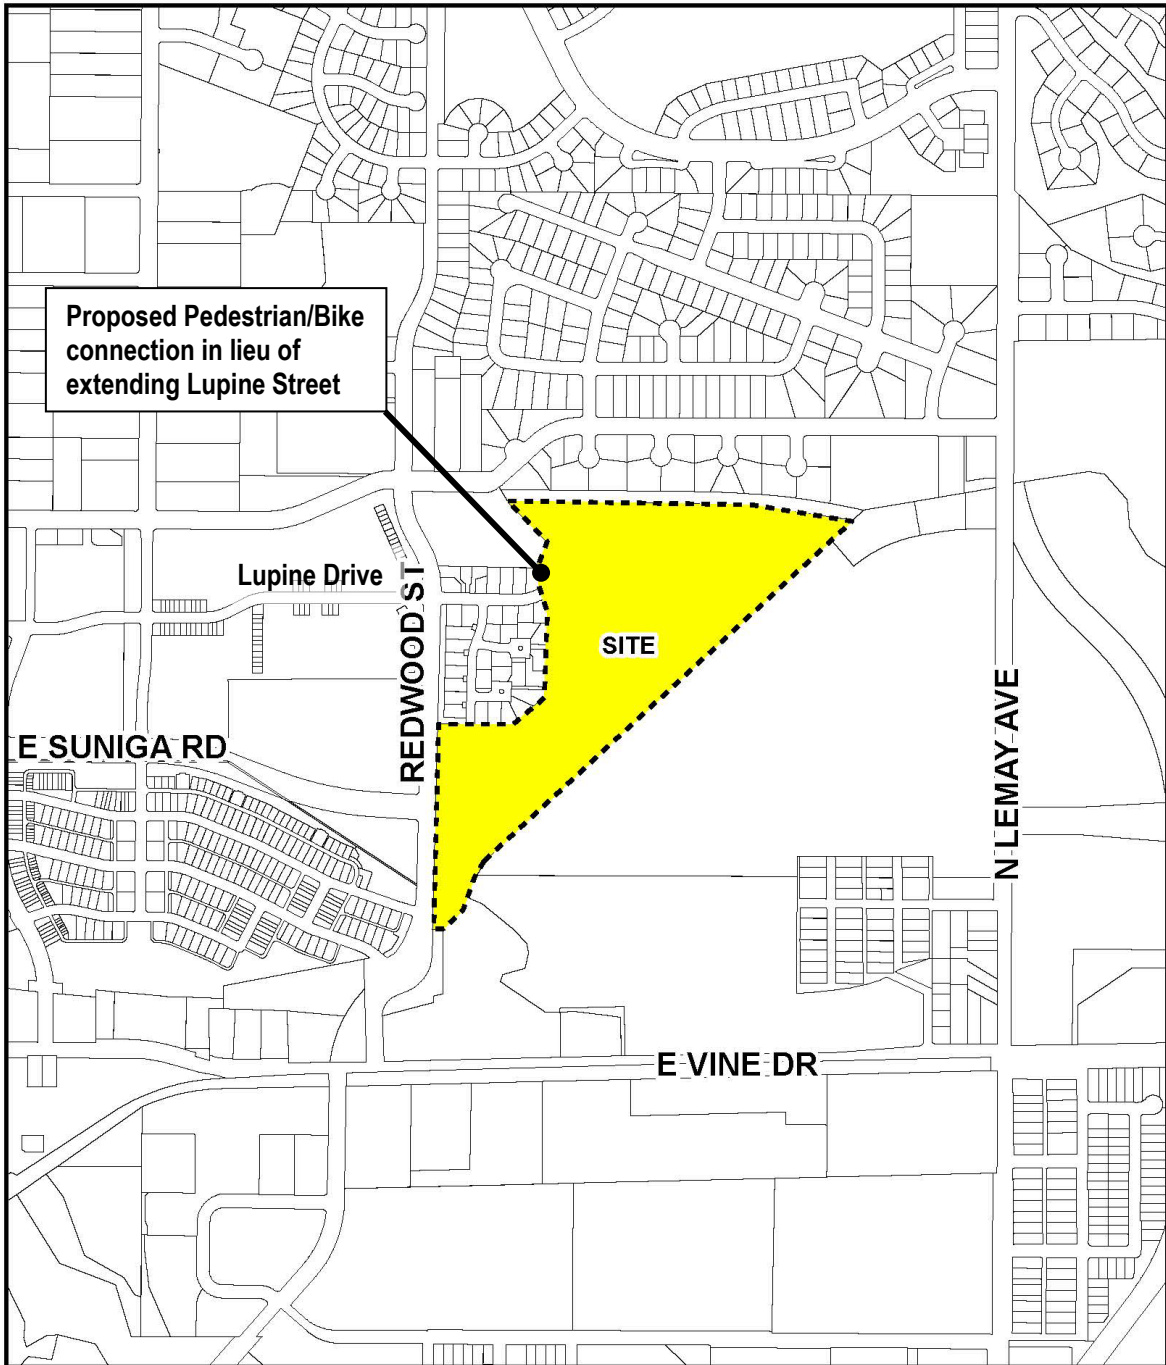 Proposed Pedestrian/Bike
connection in lieu of
extending Lupine Street
Lupine Drive
REDWOOD ST
SITE
E SUNIGA RD
N LEMAY AVE
E VINE DR